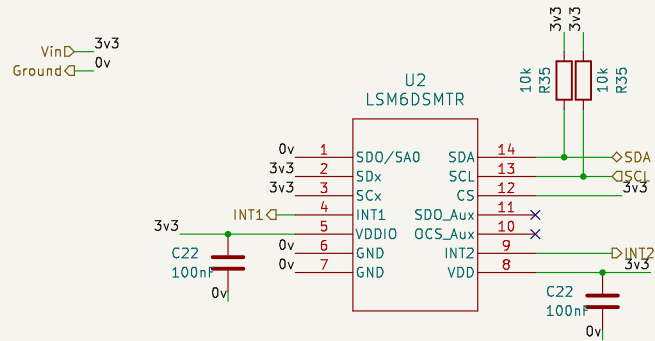 Vin 3v3
Ground 0v
3v3 3v3
10k R35 10k R35
U2
LSM6DSMTR
0v 1 SDO/SA0 SDA 14 SDA
3v3 2 SDx SCL 13 SCL
3v3 3 SCx CS 12 3v3
INT1 4 INT1 SDO_Aux 11
3v3 5 VDDIO OCS_Aux 10
0v 6 GND INT2 9 INT2
0v 7 GND VDD 8 3v3
C22
100nF
0v
C22
100nF
0v